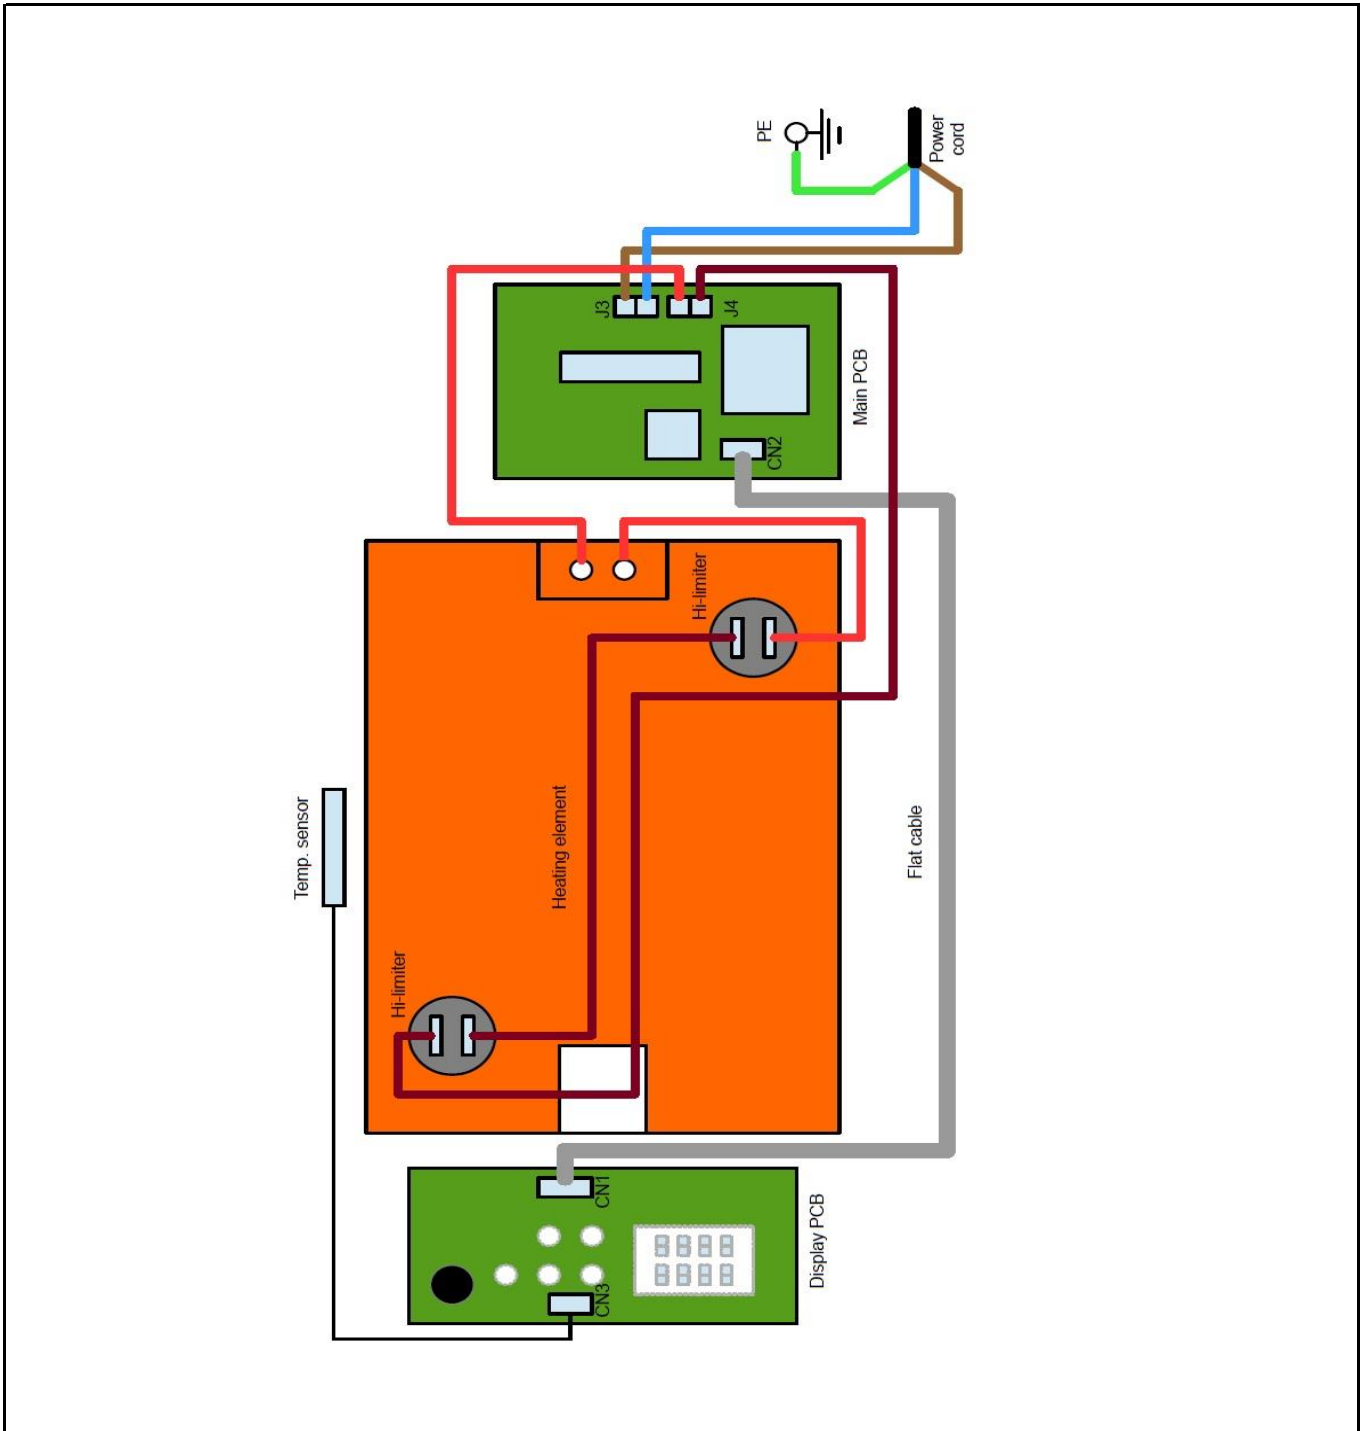 PE
Power
cord
J3
J4
Main PCB
CN2
Hi-limiter
Temp. sensor
Heating element
Flat cable
Hi-limiter
CN1
Display PCB
CN3